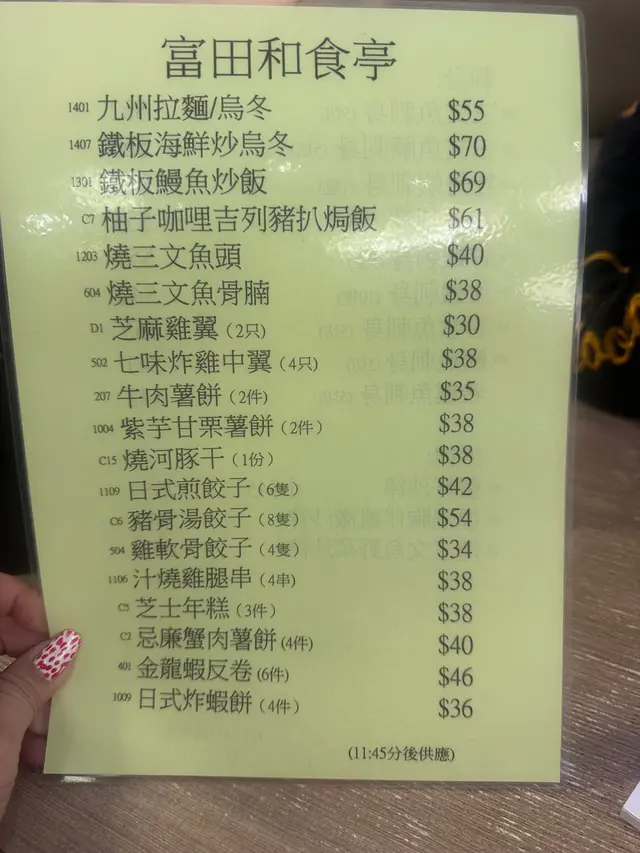 富田和食亭
1401 九州拉麵/烏冬 $55
1407 鐵板海鮮炒烏冬 $70
1301 鐵板鰻魚炒飯 $69
C7 柚子咖哩吉列豬扒焗飯 $61
1203 燒三文魚頭 $40
604 燒三文魚骨腩 $38
D1 芝麻雞翼（2只） $30
502 七味炸雞中翼（4只） $38
207 牛肉薯餅（2件） $35
1004 紫芋甘栗薯餅（2件） $38
C15 燒河豚干（1份） $38
1109 日式煎餃子（6隻） $42
C6 豬骨湯餃子（8隻） $54
504 雞軟骨餃子（4隻） $34
1106 汁燒雞腿串（4串） $38
C5 芝士年糕（3件） $38
C2 忌廉蟹肉薯餅(4件) $40
401 金龍蝦反卷(6件) $46
1009 日式炸蝦餅（4件） $36
(11:45分後供應)